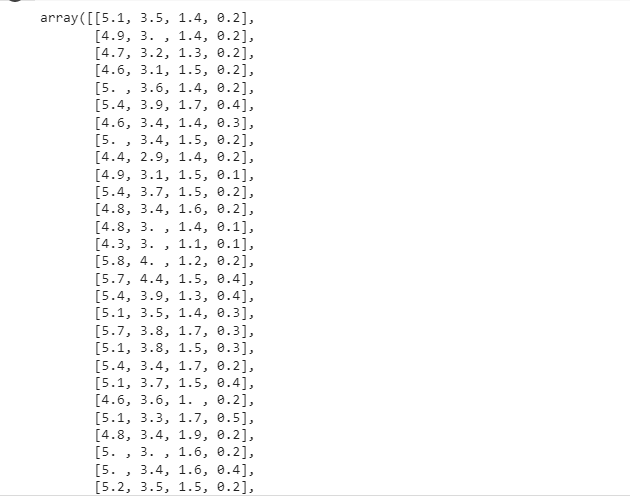 array([[5.1, 3.5, 1.4, 0.2],
[4.9, 3. , 1.4, 0.2],
[4.7, 3.2, 1.3, 0.2],
[4.6, 3.1, 1.5, 0.2],
[5. , 3.6, 1.4, 0.2],
[5.4, 3.9, 1.7, 0.4],
[4.6, 3.4, 1.4, 0.3],
[5. , 3.4, 1.5, 0.2],
[4.4, 2.9, 1.4, 0.2],
[4.9, 3.1, 1.5, 0.1],
[5.4, 3.7, 1.5, 0.2],
[4.8, 3.4, 1.6, 0.2],
[4.8, 3. , 1.4, 0.1],
[4.3, 3. , 1.1, 0.1],
[5.8, 4. , 1.2, 0.2],
[5.7, 4.4, 1.5, 0.4],
[5.4, 3.9, 1.3, 0.4],
[5.1, 3.5, 1.4, 0.3],
[5.7, 3.8, 1.7, 0.3],
[5.1, 3.8, 1.5, 0.3],
[5.4, 3.4, 1.7, 0.2],
[5.1, 3.7, 1.5, 0.4],
[4.6, 3.6, 1. , 0.2],
[5.1, 3.3, 1.7, 0.5],
[4.8, 3.4, 1.9, 0.2],
[5. , 3. , 1.6, 0.2],
[5. , 3.4, 1.6, 0.4],
[5.2, 3.5, 1.5, 0.2],